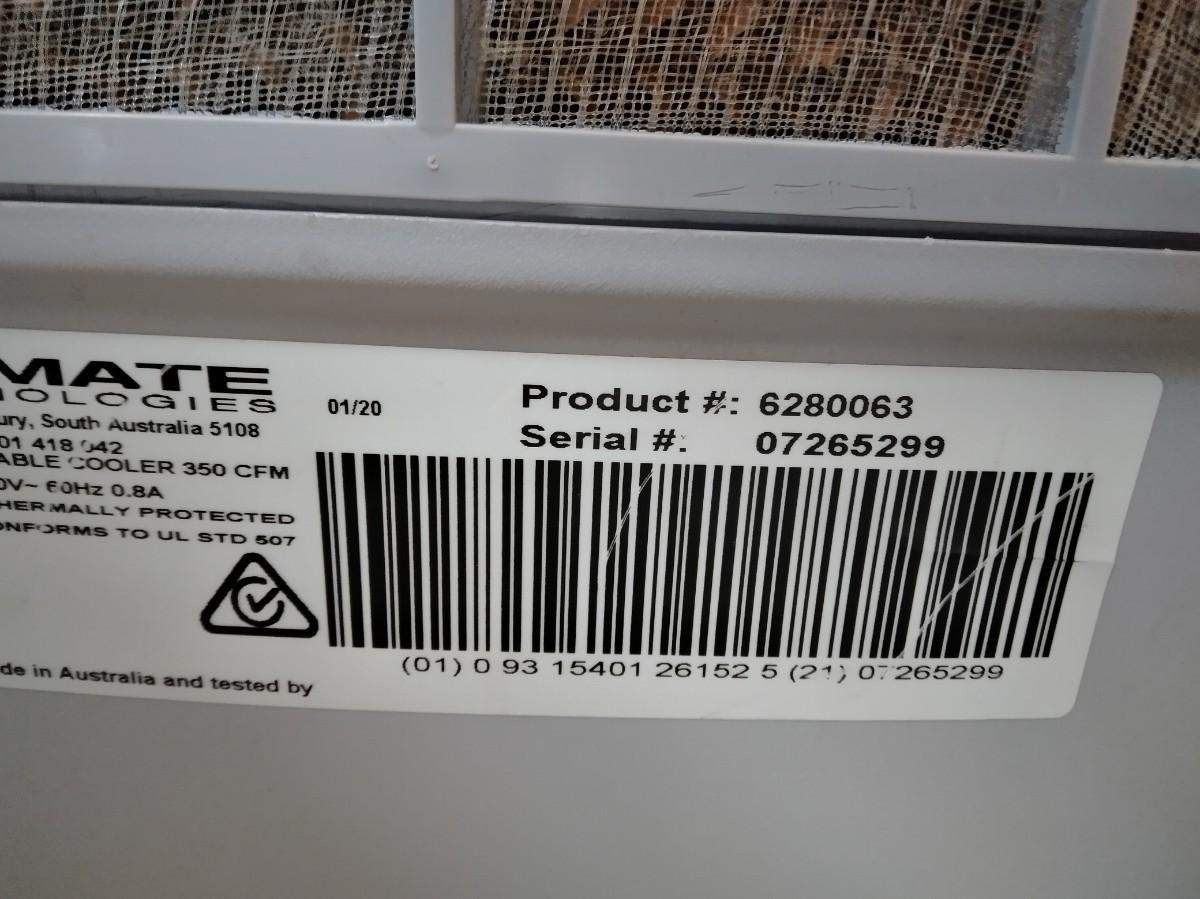 MATE
OLOGIES
ury, South Australia 5108
01 418 042
ABLE COOLER 350 CFM
0V~ 60Hz 0.8A
HERMALLY PROTECTED
ONFORMS TO UL STD 507
de in Australia and tested by
01/20
Product #: 6280063
Serial #: 07265299
(01) 0 93 15401 26152 5 (21) 07265299